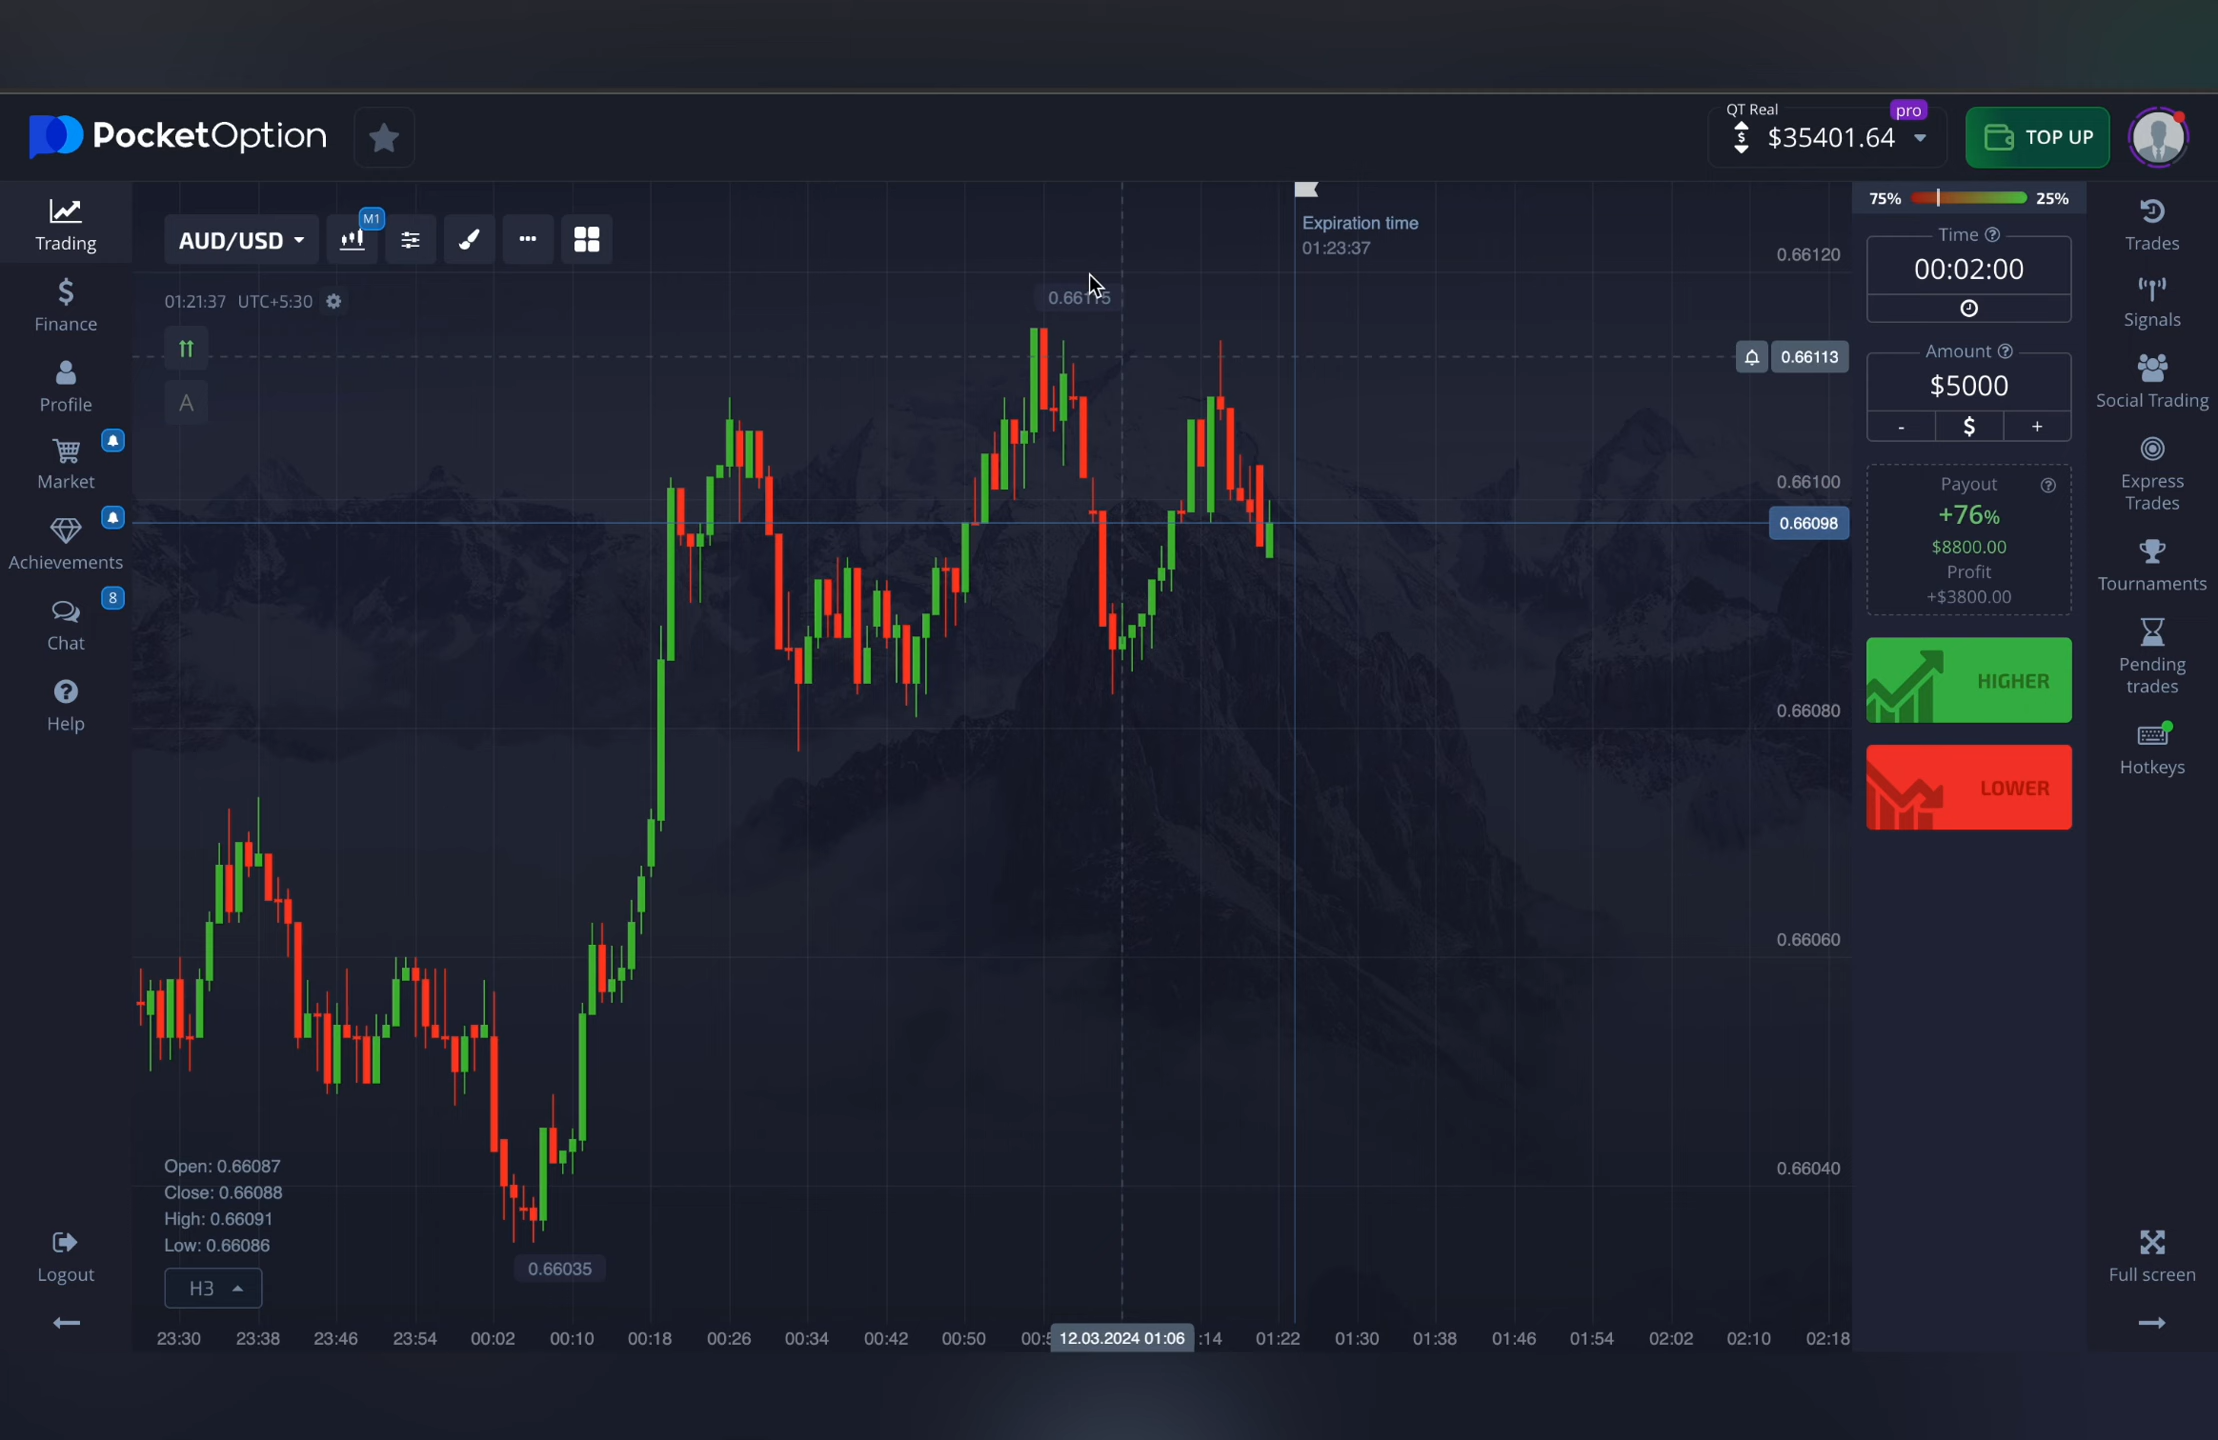 PocketOption
QT Real
pro
$35401.64
TOP UP
Trading
Finance
Profile
Market
Achievements
8
Chat
Help
Logout
AUD/USD
M1
01:21:37 UTC+5:30
A
Expiration time
01:23:37
0.66120
0.66113
0.66100
0.66098
0.66080
0.66060
0.66040
0.66035
Open: 0.66087
Close: 0.66088
High: 0.66091
Low: 0.66086
H3
23:30 23:38 23:46 23:54 00:02 00:10 00:18 00:26 00:34 00:42 00:50 12.03.2024 01:06 :14 01:22 01:30 01:38 01:46 01:54 02:02 02:10 02:18
75% 25%
Time
00:02:00
Amount
$5000
- $ +
Payout
+76%
$8800.00
Profit
+$3800.00
HIGHER
LOWER
Trades
Signals
Social Trading
Express
Trades
Tournaments
Pending
trades
Hotkeys
Full screen